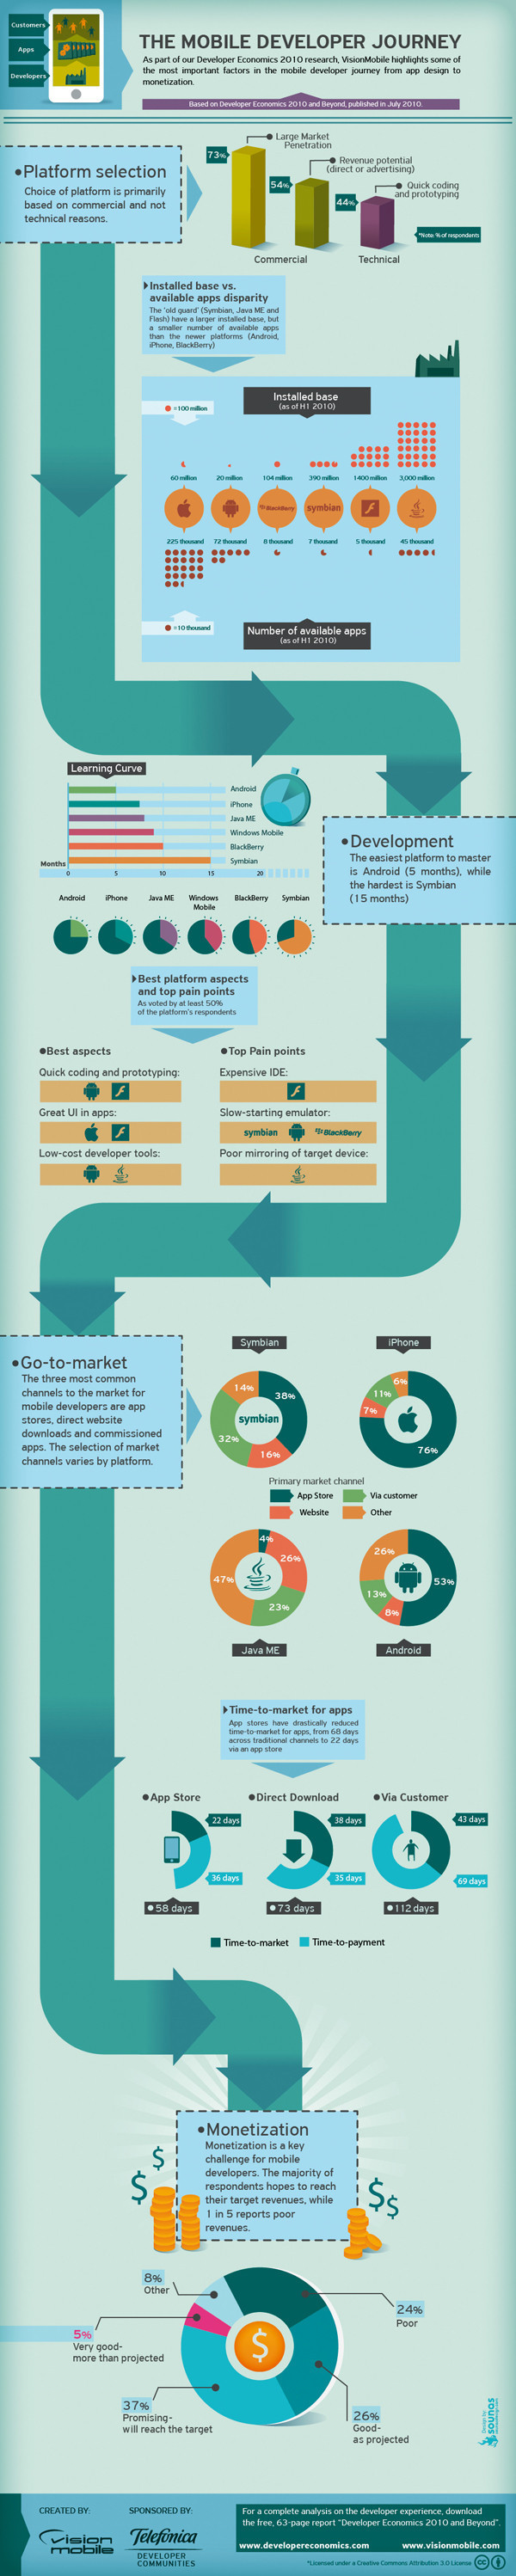 Customers
Apps
Developers
THE MOBILE DEVELOPER JOURNEY
As part of our Developer Economics 2010 research, VisionMobile highlights some of
the most important factors in the mobile developer journey from app design to
monetization.
Based on Developer Economics 2010 and Beyond, published in July 2010.
Platform selection
Choice of platform is primarily
based on commercial and not
technical reasons.
73%
Large Market
Penetration
54%
Revenue potential
(direct or advertising)
44%
Quick coding
and prototyping
*Note: % of respondents
Commercial
Technical
Installed base vs.
available apps disparity
The 'old guard' (Symbian, Java ME and
Flash) have a larger installed base, but
a smaller number of available apps
than the newer platforms (Android,
iPhone, BlackBerry)
=100 million
Installed base
(as of H1 2010)
60 million
20 million
104 million
390 million
1400 million
3,000 million
BlackBerry
symbian
225 thousand
72 thousand
8 thousand
7 thousand
5 thousand
45 thousand
=10 thousand
Number of available apps
(as of H1 2010)
Learning Curve
Android
iPhone
Java ME
Windows Mobile
BlackBerry
Symbian
Months
0 5 10 15 20
Android
iPhone
Java ME
Windows
Mobile
BlackBerry
Symbian
Development
The easiest platform to master
is Android (5 months), while
the hardest is Symbian
(15 months)
Best platform aspects
and top pain points
As voted by at least 50%
of the platform's respondents
Best aspects
Quick coding and prototyping:
Great UI in apps:
Low-cost developer tools:
Top Pain points
Expensive IDE:
Slow-starting emulator:
symbian
BlackBerry
Poor mirroring of target device:
Go-to-market
The three most common
channels to the market for
mobile developers are app
stores, direct website
downloads and commissioned
apps. The selection of market
channels varies by platform.
Symbian
14%
38%
symbian
32%
16%
iPhone
6%
11%
7%
76%
Primary market channel
App Store
Via customer
Website
Other
4%
26%
47%
23%
Java ME
26%
53%
13%
8%
Android
Time-to-market for apps
App stores have drastically reduced
time-to-market for apps, from 68 days
across traditional channels to 22 days
via an app store
App Store
22 days
36 days
58 days
Direct Download
38 days
35 days
73 days
Via Customer
43 days
69 days
112 days
Time-to-market
Time-to-payment
Monetization
Monetization is a key
challenge for mobile
developers. The majority of
respondents hopes to reach
their target revenues, while
1 in 5 reports poor
revenues.
$
$
$
$
8%
Other
24%
Poor
5%
Very good-
more than projected
$
37%
Promising-
will reach the target
26%
Good-
as projected
Design by
sounas
CREATED BY:
vision
mobile
SPONSORED BY:
Telefónica
DEVELOPER
COMMUNITIES
For a complete analysis on the developer experience, download
the free, 63-page report "Developer Economics 2010 and Beyond".
www.developereconomics.com
www.visionmobile.com
*Licensed under a Creative Commons Attribution 3.0 License
cc